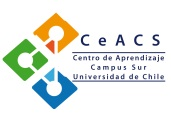 CeACS
Centro de Aprendizaje
Campus Sur
Universidad de Chile